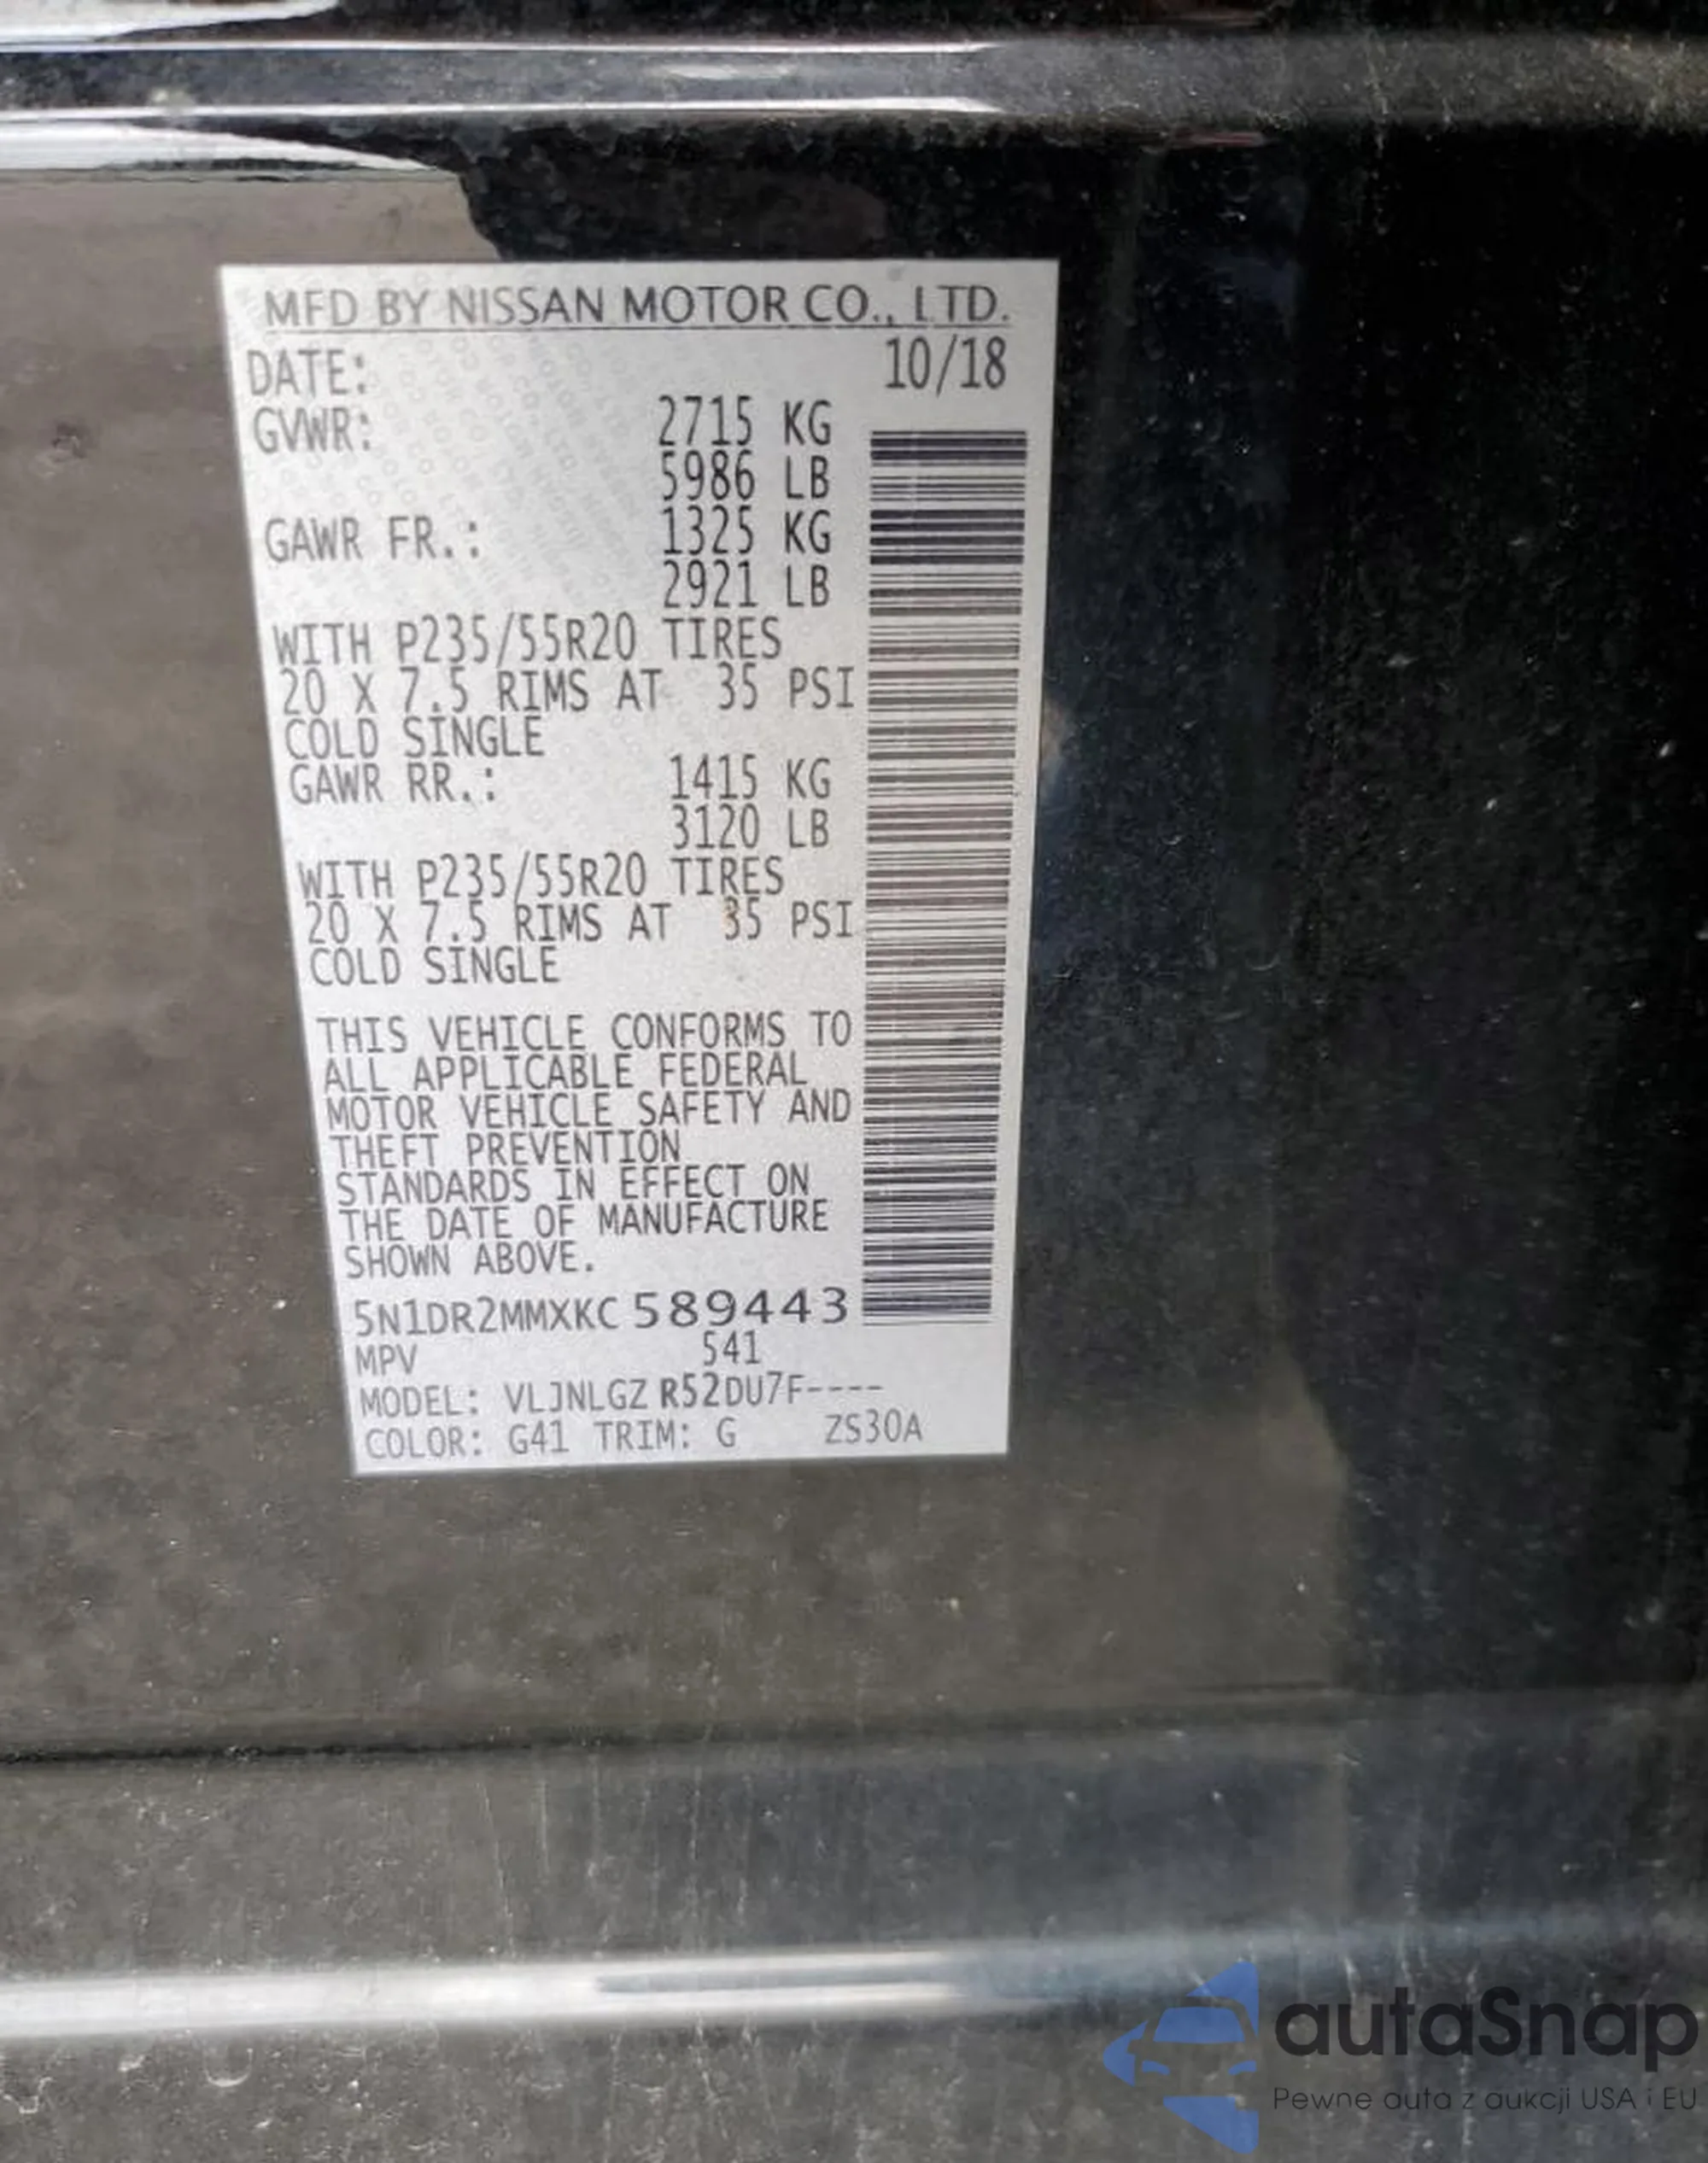 MFD BY NISSAN MOTOR CO., LTD.
DATE: 10/18
GVWR: 2715 KG
5986 LB
GAWR FR.: 1325 KG
2921 LB
WITH P235/55R20 TIRES
20 X 7.5 RIMS AT 35 PSI
COLD SINGLE
GAWR RR.: 1415 KG
3120 LB
WITH P235/55R20 TIRES
20 X 7.5 RIMS AT 35 PSI
COLD SINGLE
THIS VEHICLE CONFORMS TO
ALL APPLICABLE FEDERAL
MOTOR VEHICLE SAFETY AND
THEFT PREVENTION
STANDARDS IN EFFECT ON
THE DATE OF MANUFACTURE
SHOWN ABOVE.
5N1DR2MMXKC589443
MPV 541
MODEL: VLJNLGZ R52DU7F----
COLOR: G41 TRIM: G ZS30A
autaSnap
Pewne auta z aukcji USA i EU